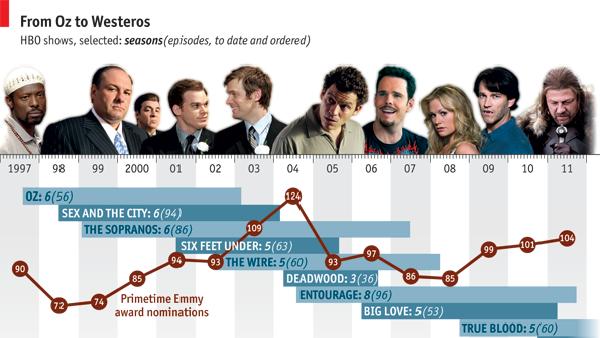 From Oz to Westeros
HBO shows, selected: seasons(episodes, to date and ordered)
1997 98 99 2000 01 02 03 04 05 06 07 08 09 10 11
OZ: 6(56)
SEX AND THE CITY: 6(94)
THE SOPRANOS: 6(86)
SIX FEET UNDER: 5(63)
THE WIRE: 5(60)
DEADWOOD: 3(36)
ENTOURAGE: 8(96)
BIG LOVE: 5(53)
TRUE BLOOD: 5(60)
90 72 74 85 94 93 109 124 93 97 86 85 99 101 104
Primetime Emmy
award nominations